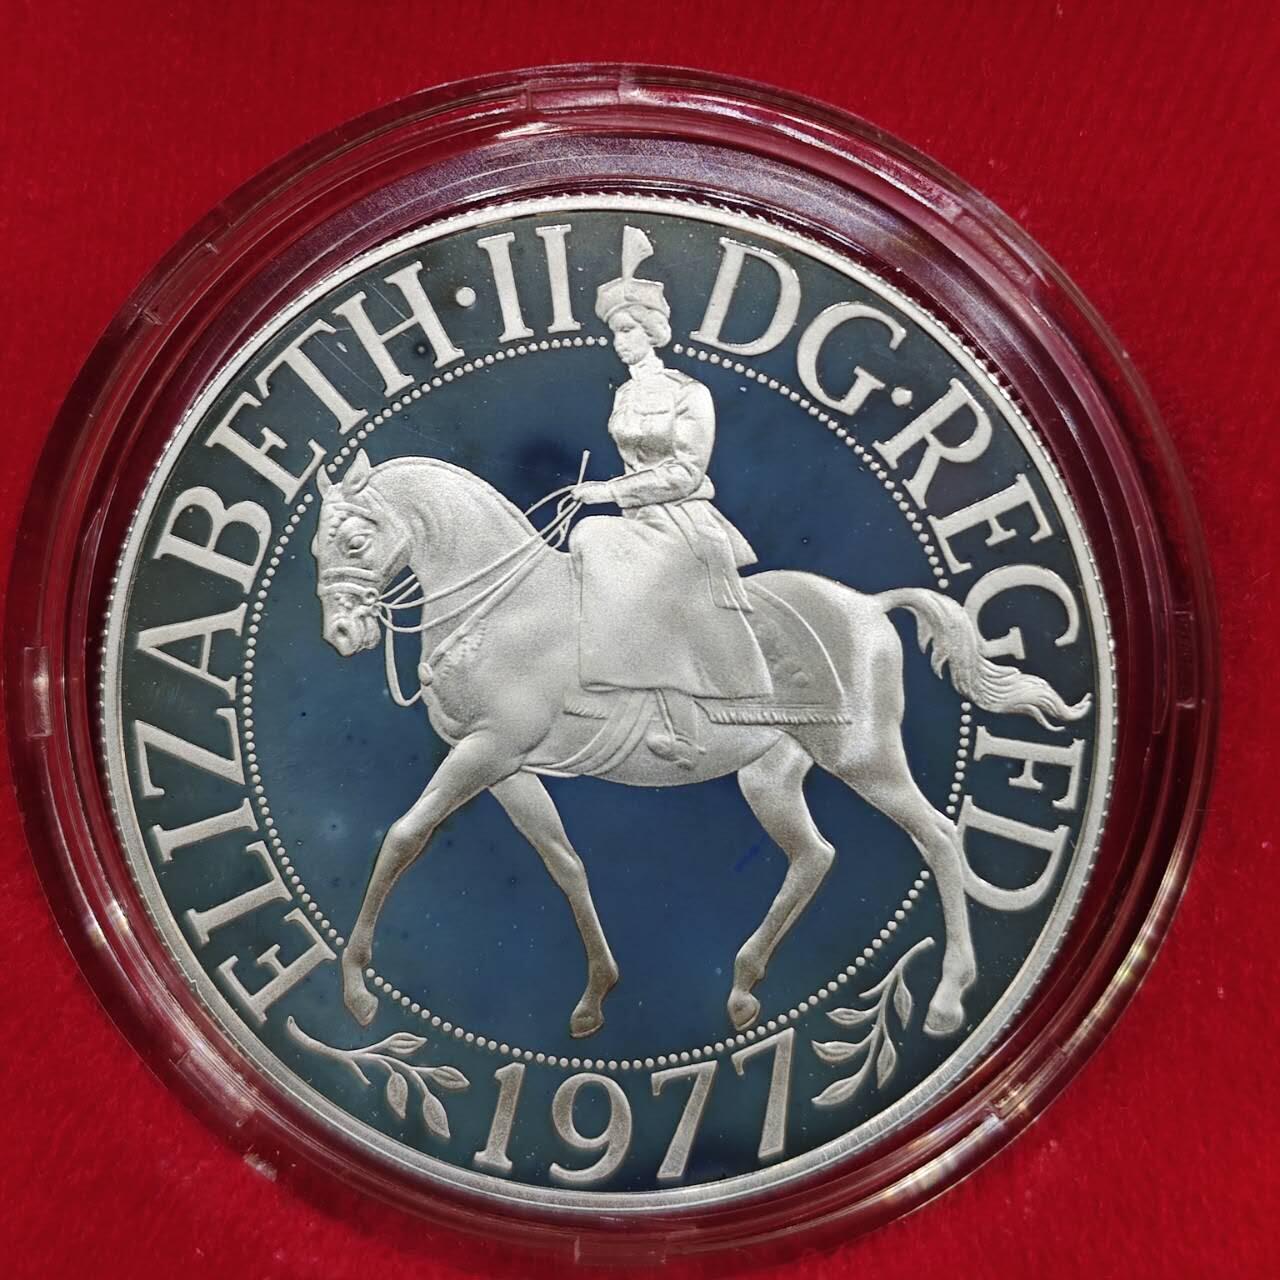 ELIZABETH·II DG·REG FD
1977